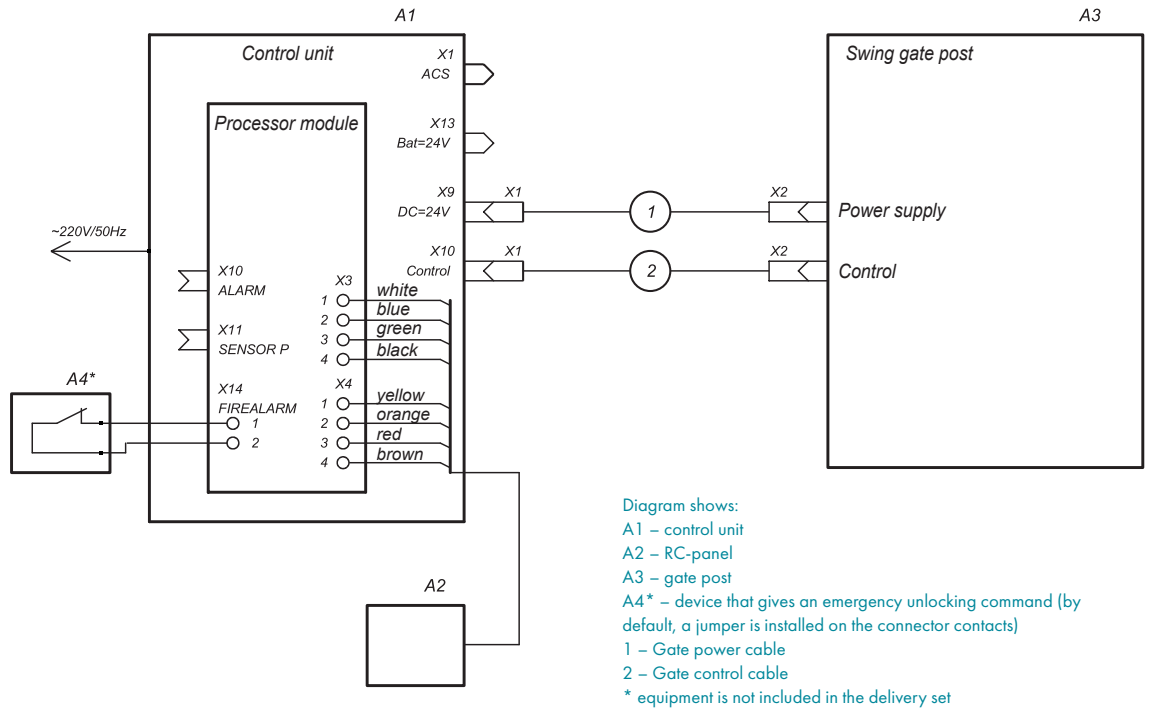 A1
A3
Control unit
X1
ACS
Swing gate post
Processor module
X13
Bat=24V
X9
DC=24V
X1
1
X2
Power supply
~220V/50Hz
X10
Control
X1
2
X2
Control
X10
ALARM
X11
SENSOR P
X3
1 white
2 blue
3 green
4 black
A4*
X14
FIREALARM
1
2
X4
1 yellow
2 orange
3 red
4 brown
A2
Diagram shows:
A1 – control unit
A2 – RC-panel
A3 – gate post
A4* – device that gives an emergency unlocking command (by
default, a jumper is installed on the connector contacts)
1 – Gate power cable
2 – Gate control cable
* equipment is not included in the delivery set